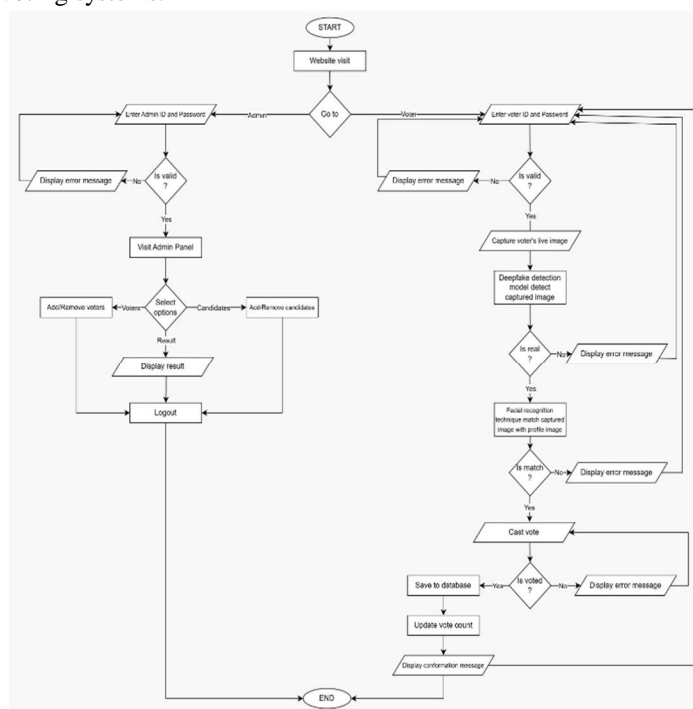 START
Website visit
Go to
Admin
Voter
Enter Admin ID and Password
Enter voter ID and Password
Display error message
No
Is valid
?
Display error message
No
Is valid
?
Yes
Yes
Visit Admin Panel
Capture voter's live image
Deepfake detection
model detect
captured image
Add/Remove voters
Voters
Select
options
Candidates
Add/Remove candidates
Result
Display result
Is real
?
No
Display error message
Yes
Logout
Facial recognition
technique match captured
image with profile image
Is match
?
No
Display error message
Yes
Cast vote
Save to database
Yes
Is voted
?
No
Display error message
Update vote count
Display conformation message
END